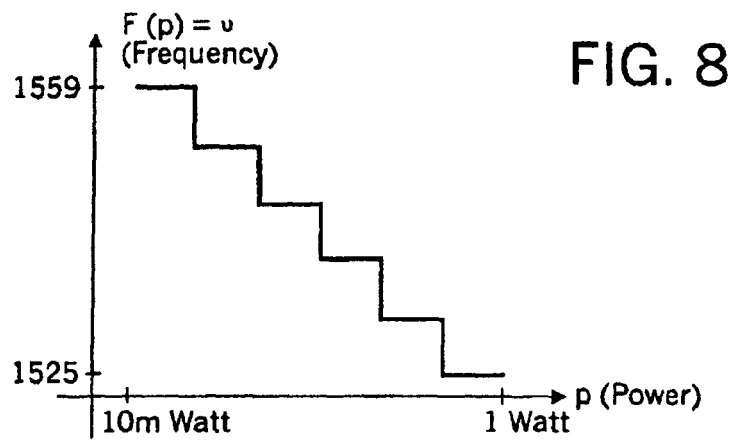 F (p) = υ
(Frequency)
FIG. 8
1559
1525
p (Power)
10m Watt
1 Watt